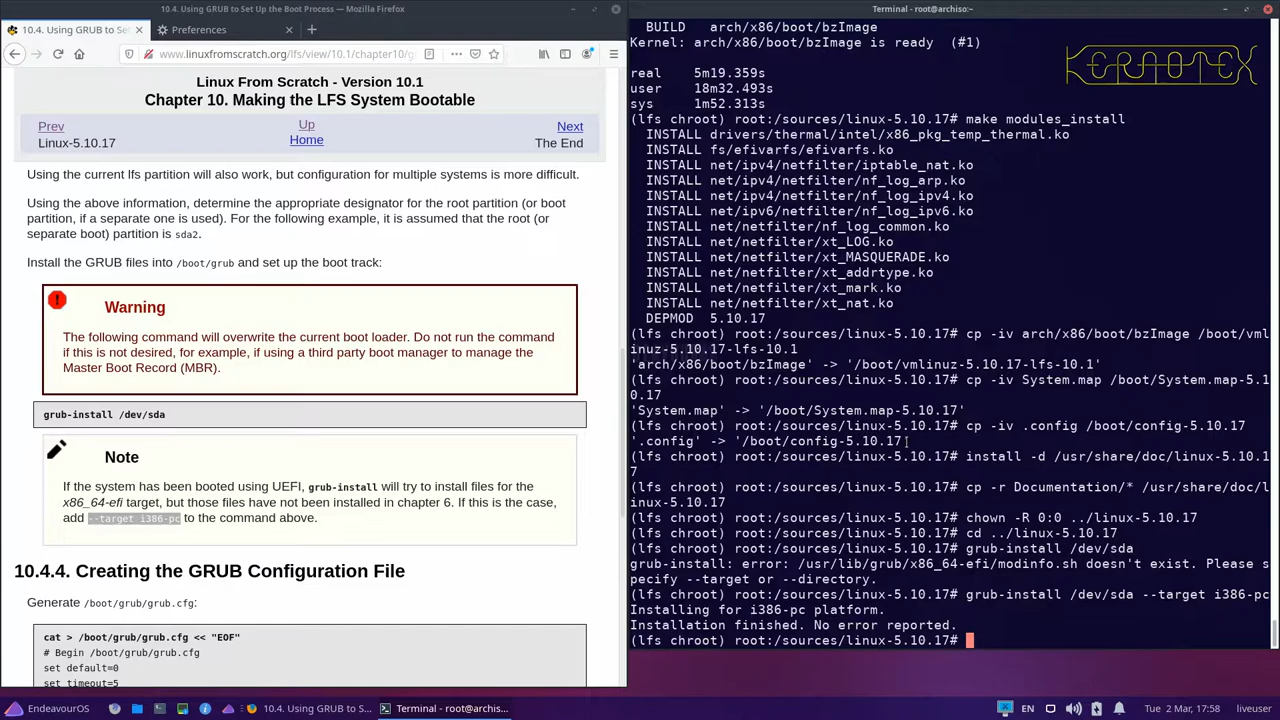 10.4. Using GRUB to Set Up the Boot Process — Mozilla Firefox
10.4. Using GRUB to Se
Preferences
www.linuxfromscratch.org/lfs/view/10.1/chapter10/g
Linux From Scratch - Version 10.1
Chapter 10. Making the LFS System Bootable
Prev
Up
Next
Linux-5.10.17
Home
The End
Using the current lfs partition will also work, but configuration for multiple systems is more difficult.
Using the above information, determine the appropriate designator for the root partition (or boot
partition, if a separate one is used). For the following example, it is assumed that the root (or
separate boot) partition is sda2.
Install the GRUB files into /boot/grub and set up the boot track:
Warning
The following command will overwrite the current boot loader. Do not run the command
if this is not desired, for example, if using a third party boot manager to manage the
Master Boot Record (MBR).
grub-install /dev/sda
Note
If the system has been booted using UEFI, grub-install will try to install files for the
x86_64-efi target, but those files have not been installed in chapter 6. If this is the case,
add --target i386-pc to the command above.
10.4.4. Creating the GRUB Configuration File
Generate /boot/grub/grub.cfg:
cat > /boot/grub/grub.cfg << "EOF"
# Begin /boot/grub/grub.cfg
set default=0
set timeout=5
Terminal - root@archiso:~
KERNOTEX
BUILD   arch/x86/boot/bzImage
Kernel: arch/x86/boot/bzImage is ready  (#1)
real    5m19.359s
user    18m32.493s
sys     1m52.313s
(lfs chroot) root:/sources/linux-5.10.17# make modules_install
INSTALL drivers/thermal/intel/x86_pkg_temp_thermal.ko
INSTALL fs/efivarfs/efivarfs.ko
INSTALL net/ipv4/netfilter/iptable_nat.ko
INSTALL net/ipv4/netfilter/nf_log_arp.ko
INSTALL net/ipv4/netfilter/nf_log_ipv4.ko
INSTALL net/ipv6/netfilter/nf_log_ipv6.ko
INSTALL net/netfilter/nf_log_common.ko
INSTALL net/netfilter/xt_LOG.ko
INSTALL net/netfilter/xt_MASQUERADE.ko
INSTALL net/netfilter/xt_addrtype.ko
INSTALL net/netfilter/xt_mark.ko
INSTALL net/netfilter/xt_nat.ko
DEPMOD  5.10.17
(lfs chroot) root:/sources/linux-5.10.17# cp -iv arch/x86/boot/bzImage /boot/vml
inuz-5.10.17-lfs-10.1
'arch/x86/boot/bzImage' -> '/boot/vmlinuz-5.10.17-lfs-10.1'
(lfs chroot) root:/sources/linux-5.10.17# cp -iv System.map /boot/System.map-5.1
0.17
'System.map' -> '/boot/System.map-5.10.17'
(lfs chroot) root:/sources/linux-5.10.17# cp -iv .config /boot/config-5.10.17
'.config' -> '/boot/config-5.10.17'
(lfs chroot) root:/sources/linux-5.10.17# install -d /usr/share/doc/linux-5.10.1
7
(lfs chroot) root:/sources/linux-5.10.17# cp -r Documentation/* /usr/share/doc/l
inux-5.10.17
(lfs chroot) root:/sources/linux-5.10.17# chown -R 0:0 ../linux-5.10.17
(lfs chroot) root:/sources/linux-5.10.17# cd ../linux-5.10.17
(lfs chroot) root:/sources/linux-5.10.17# grub-install /dev/sda
grub-install: error: /usr/lib/grub/x86_64-efi/modinfo.sh doesn't exist. Please s
pecify --target or --directory.
(lfs chroot) root:/sources/linux-5.10.17# grub-install /dev/sda --target i386-pc
Installing for i386-pc platform.
Installation finished. No error reported.
(lfs chroot) root:/sources/linux-5.10.17#
EndeavourOS
10.4. Using GRUB to S...
Terminal - root@archis...
EN
Tue 2 Mar, 17:58
liveuser